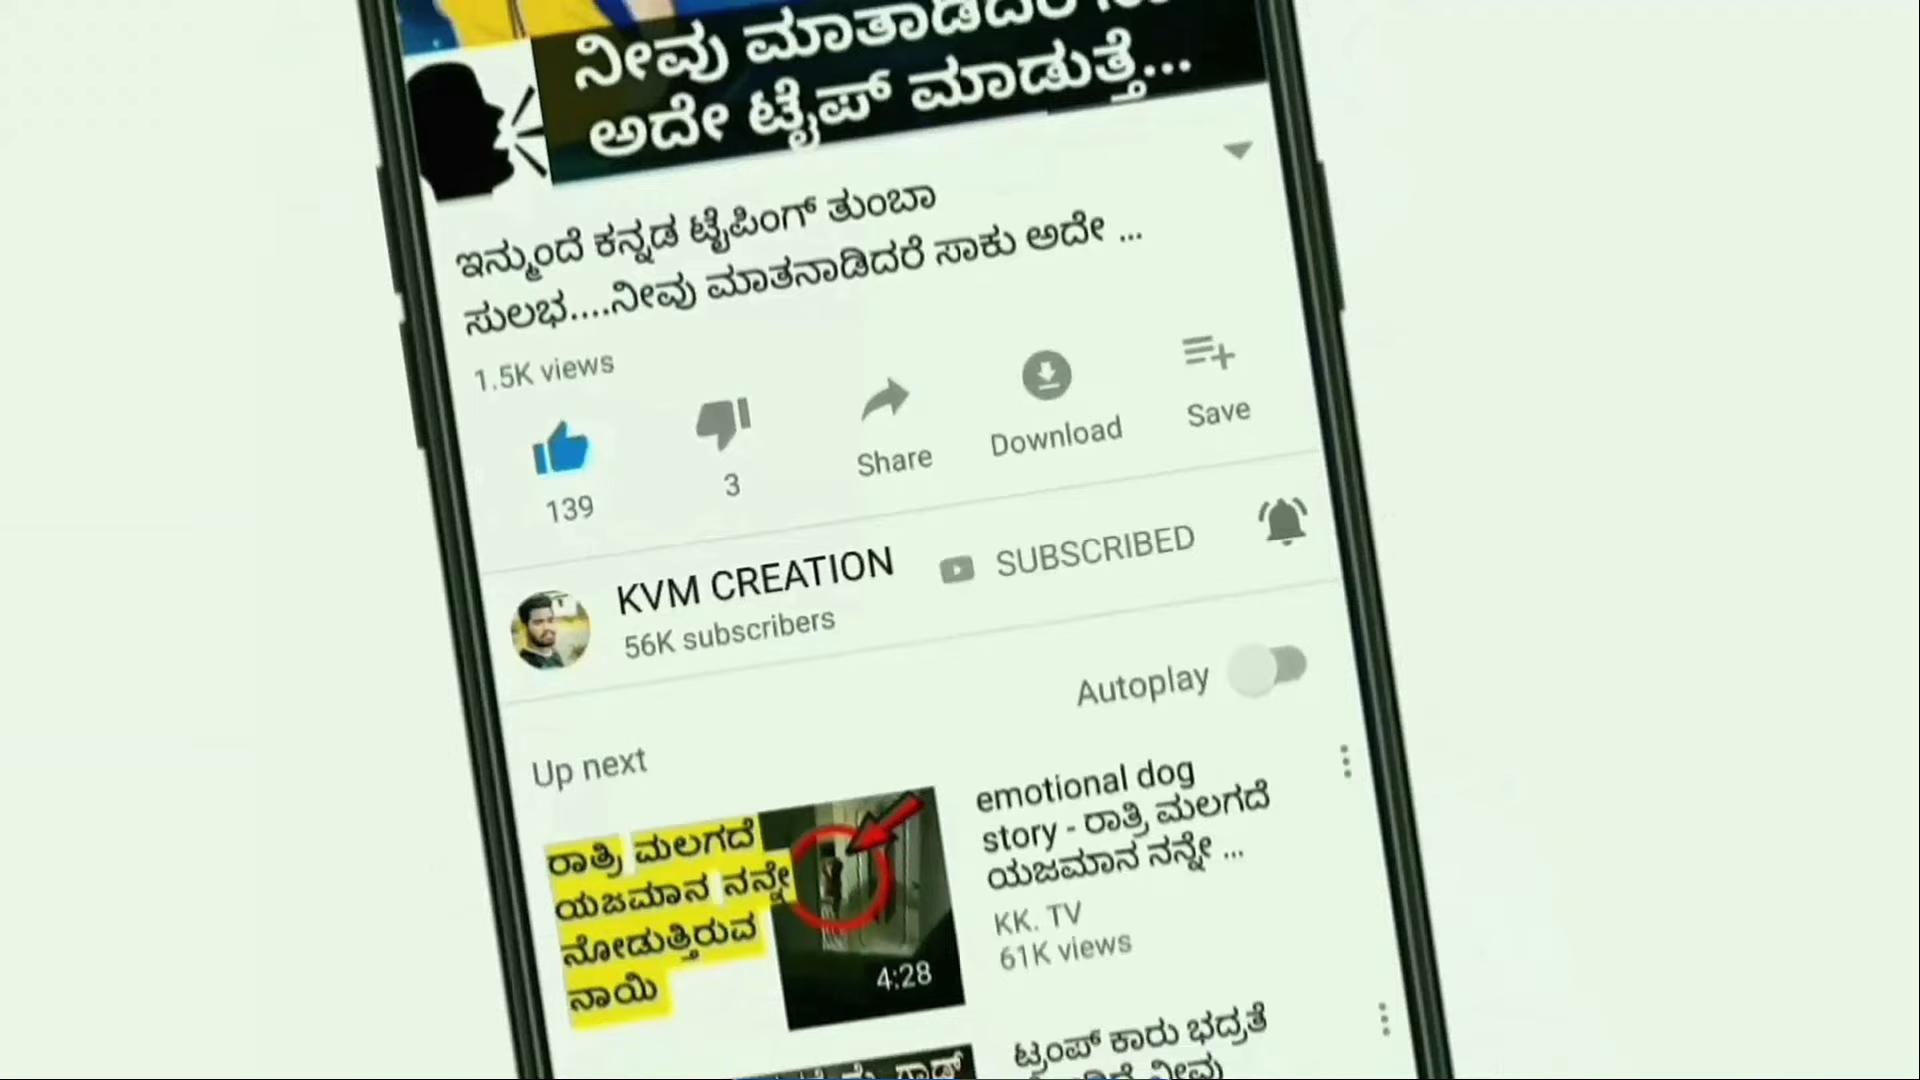 ನೀವು ಮಾತಾಡಿದರೆ
ಅದೇ ಟೈಪ್ ಮಾಡುತ್ತೆ...
ಇನ್ಮುಂದೆ ಕನ್ನಡ ಟೈಪಿಂಗ್ ತುಂಬಾ
ಸುಲಭ....ನೀವು ಮಾತನಾಡಿದರೆ ಸಾಕು ಅದೇ ...
1.5K views
139
3
Share
Download
Save
KVM CREATION
56K subscribers
SUBSCRIBED
Autoplay
Up next
ರಾತ್ರಿ ಮಲಗದೆ
ಯಜಮಾನ ನನ್ನೇ
ನೋಡುತ್ತಿರುವ
ನಾಯಿ
4:28
emotional dog
story - ರಾತ್ರಿ ಮಲಗದೆ
ಯಜಮಾನ ನನ್ನೇ ...
KK. TV
61K views
ಟ್ರಂಪ್ ಕಾರು ಭದ್ರತೆ
ನೀವು